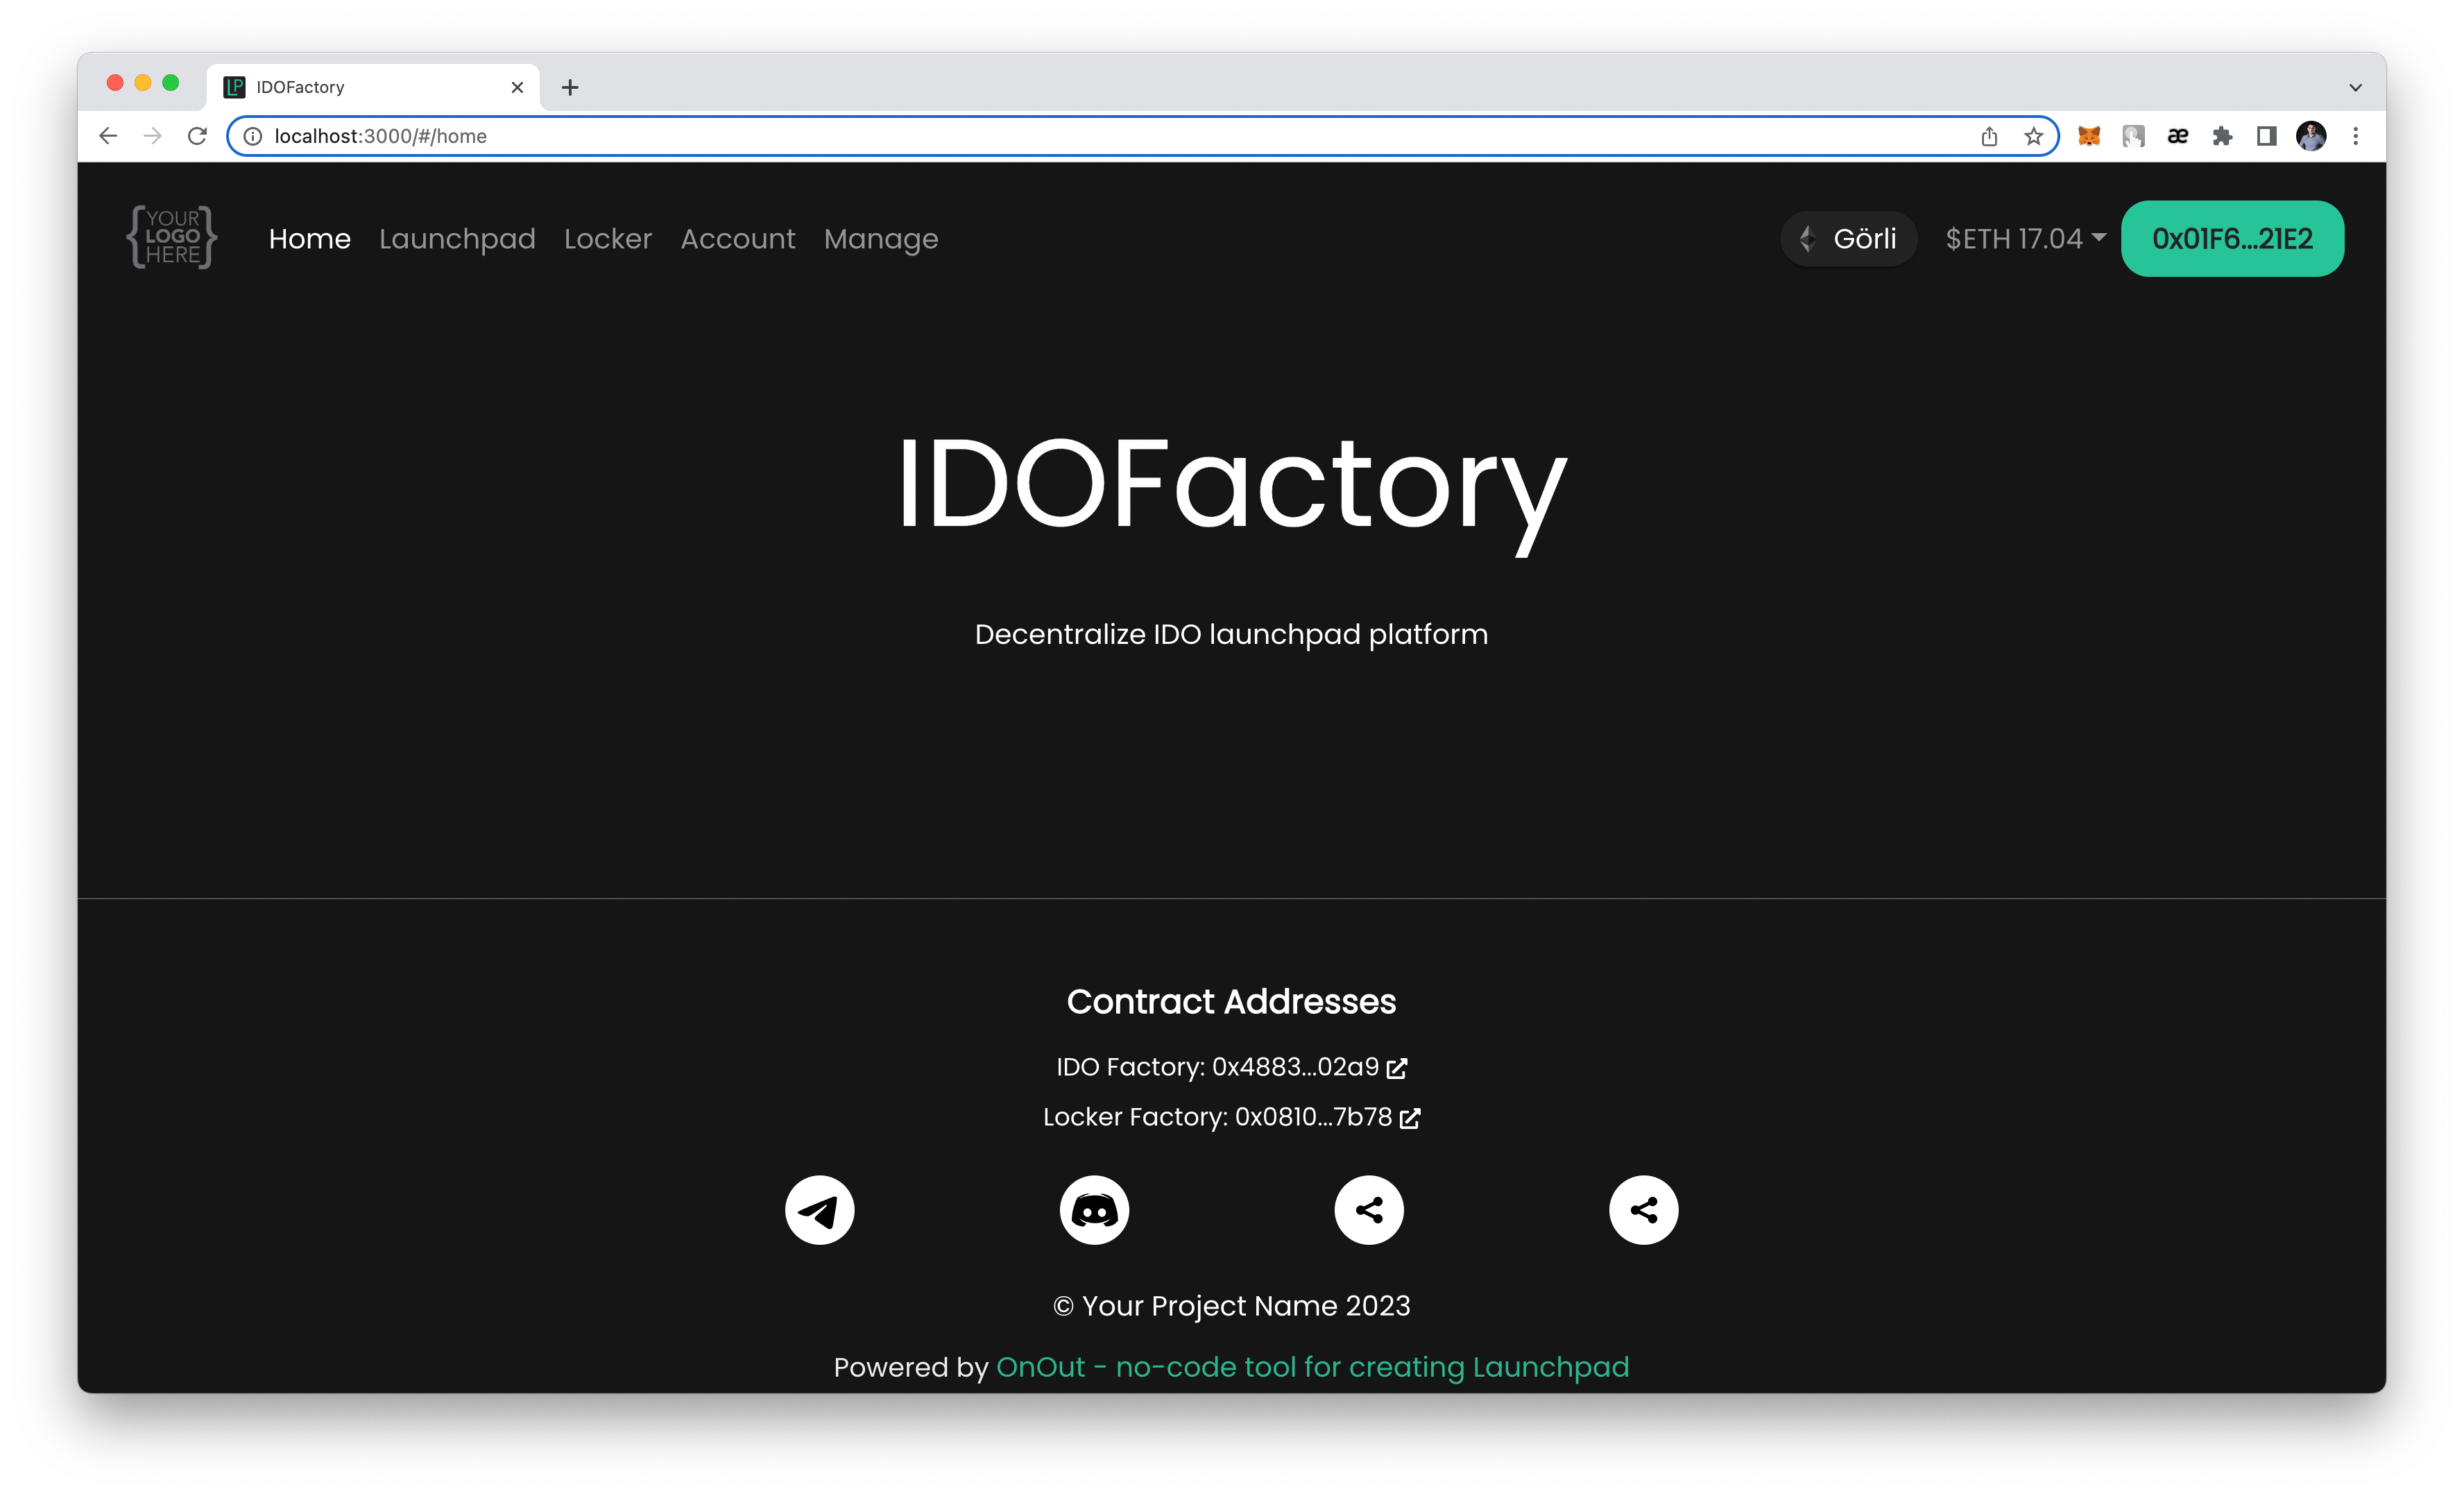 IDOFactory
localhost:3000/#/home
YOUR
LOGO
HERE
Home Launchpad Locker Account Manage
Görli
$ETH 17.04
0x01F6...21E2
IDOFactory
Decentralize IDO launchpad platform
Contract Addresses
IDO Factory: 0x4883...02a9
Locker Factory: 0x0810...7b78
© Your Project Name 2023
Powered by OnOut - no-code tool for creating Launchpad